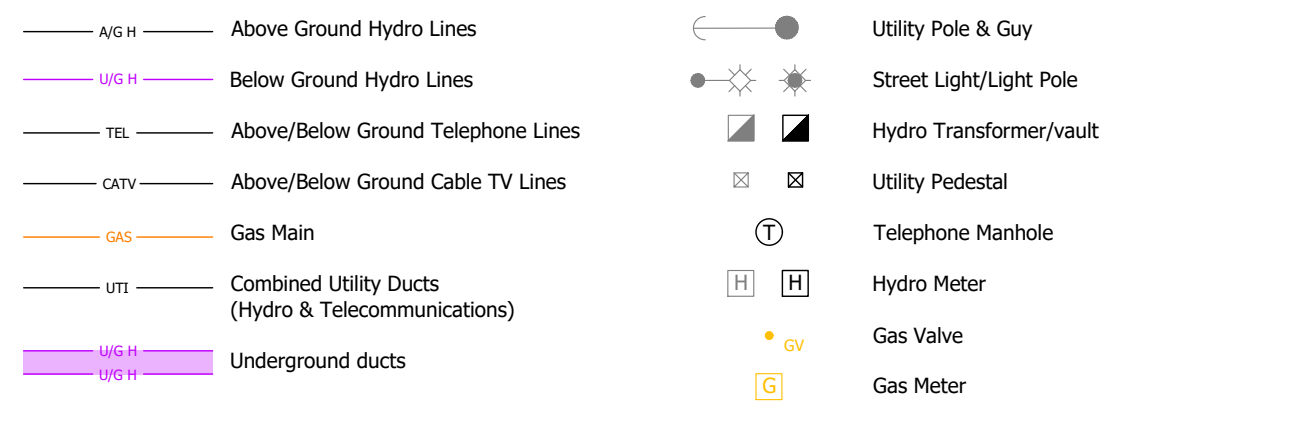 A/G H Above Ground Hydro Lines
U/G H Below Ground Hydro Lines
TEL Above/Below Ground Telephone Lines
CATV Above/Below Ground Cable TV Lines
GAS Gas Main
UTI Combined Utility Ducts
(Hydro & Telecommunications)
U/G H
Underground ducts
U/G H
Utility Pole & Guy
Street Light/Light Pole
Hydro Transformer/vault
Utility Pedestal
T Telephone Manhole
H H Hydro Meter
GV Gas Valve
G Gas Meter